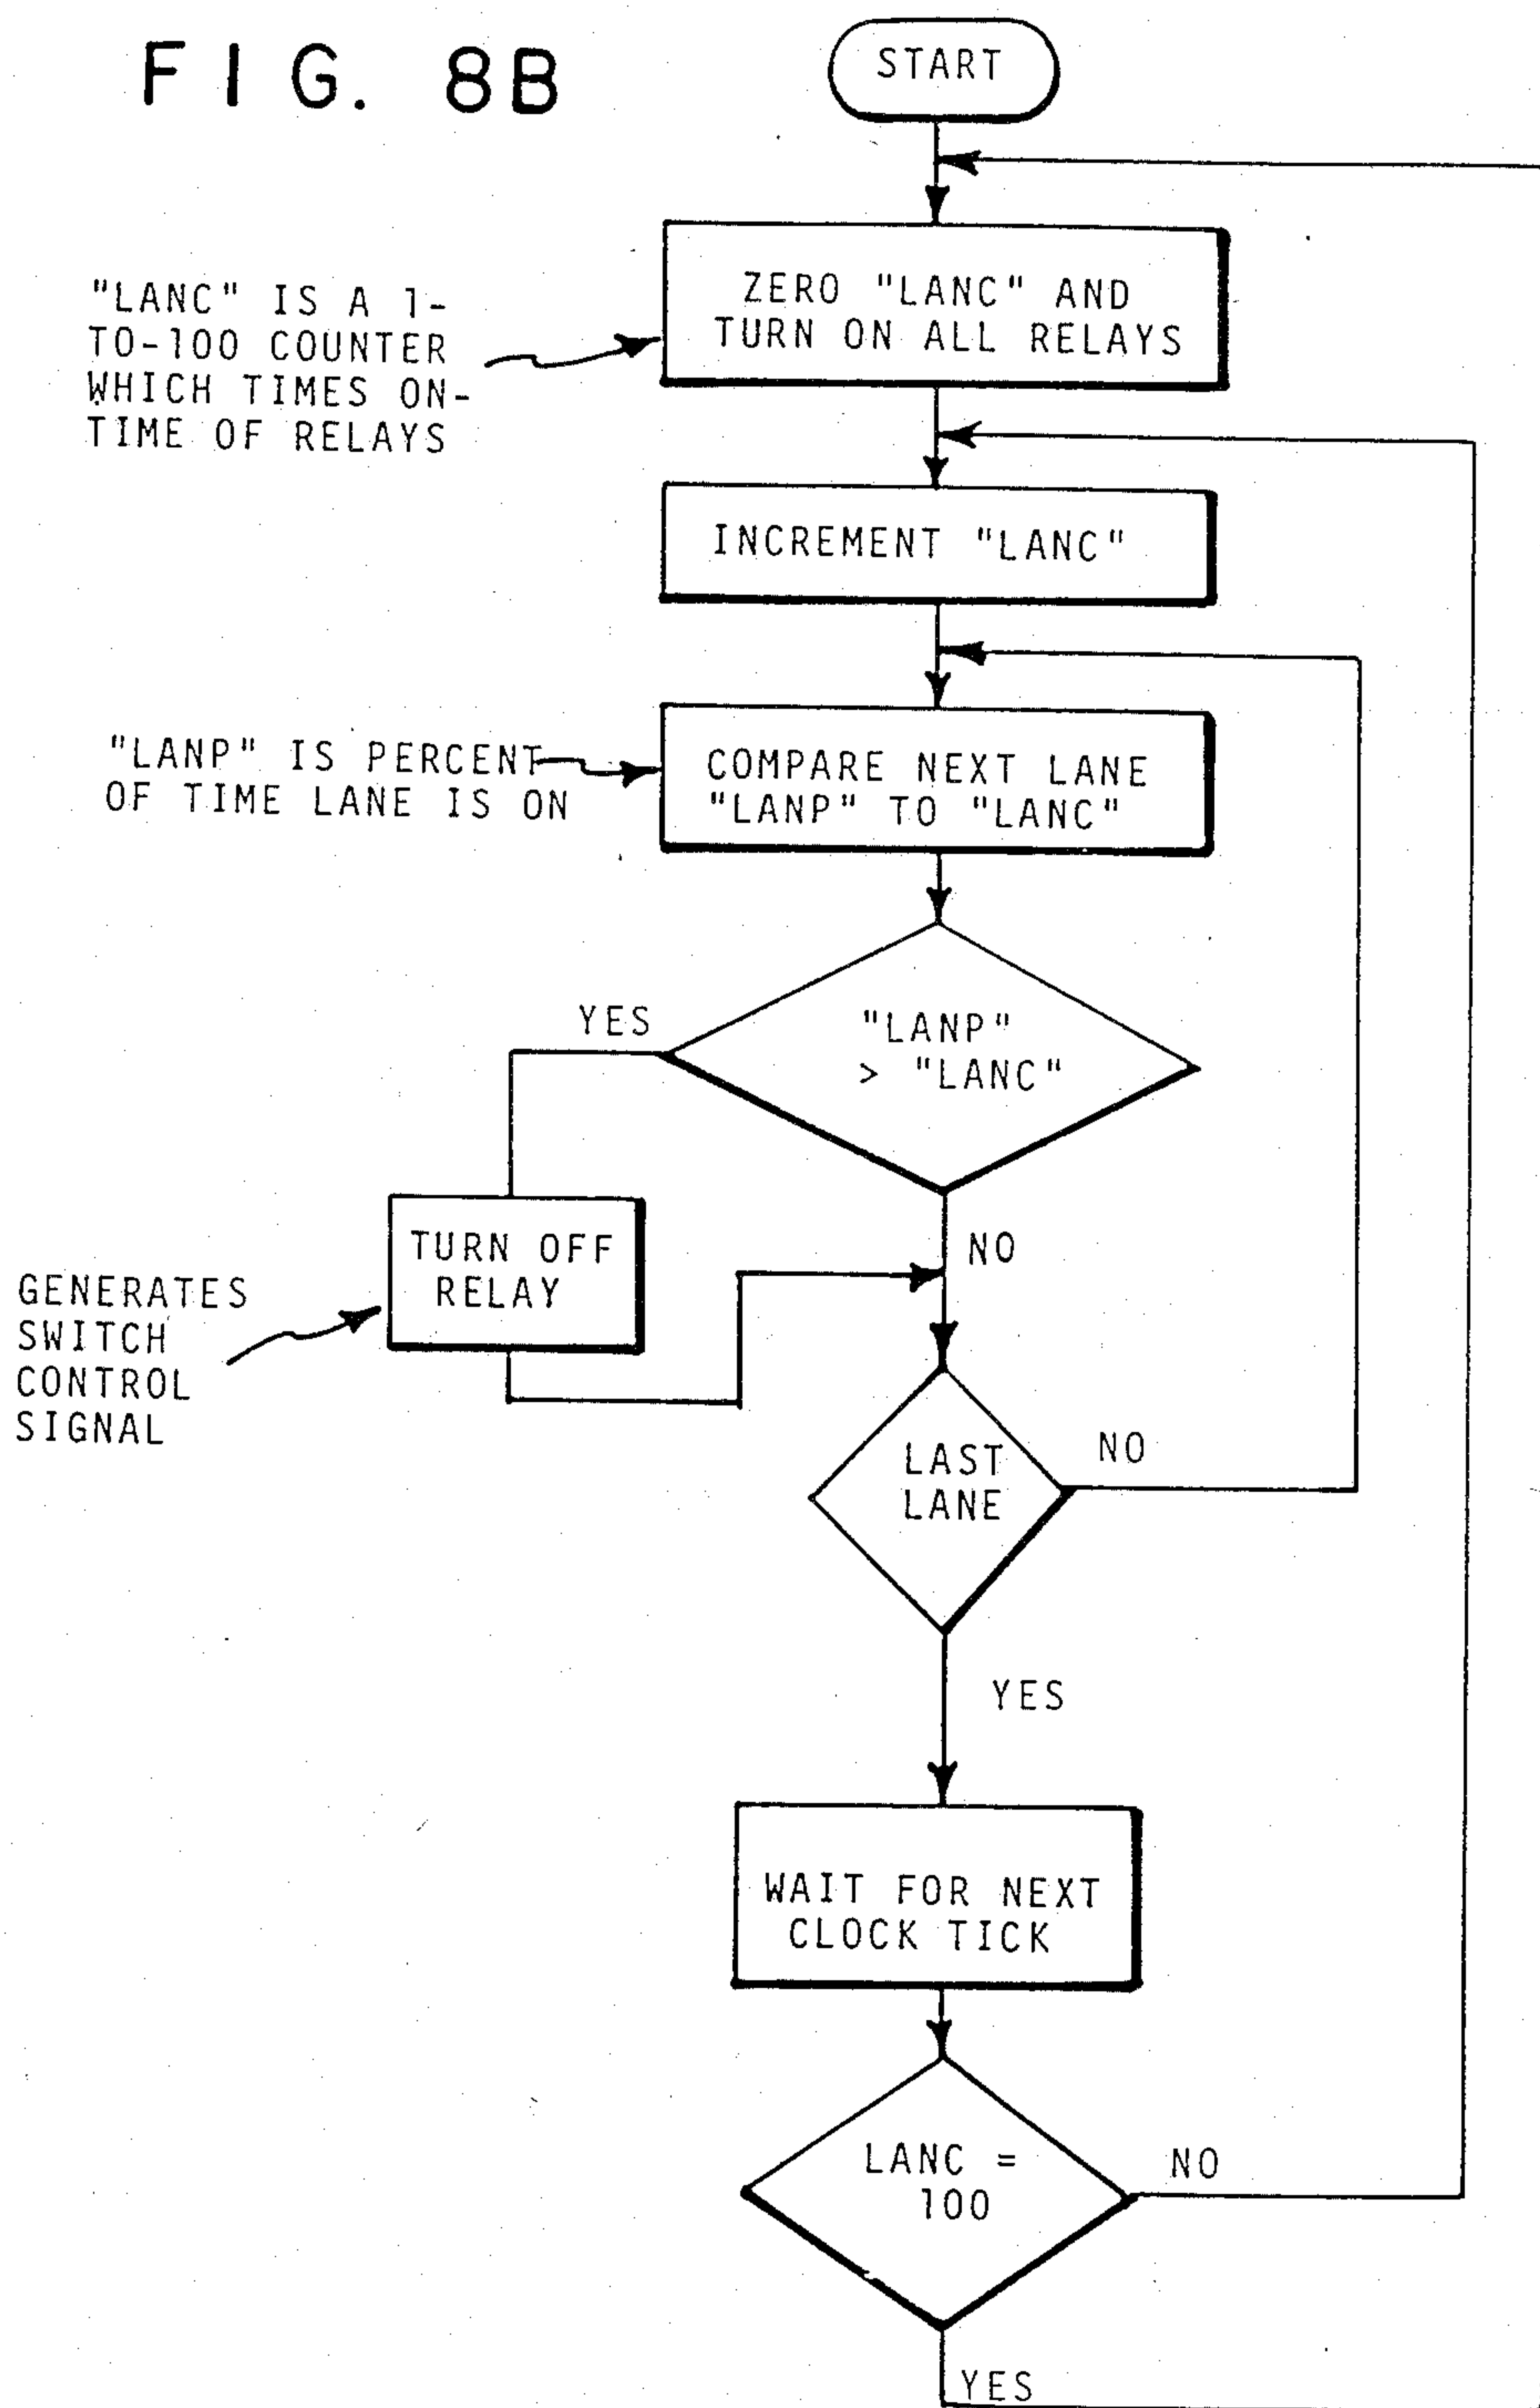 FIG. 8B
START
"LANC" IS A 1-
TO-100 COUNTER
WHICH TIMES ON-
TIME OF RELAYS
ZERO "LANC" AND
TURN ON ALL RELAYS
INCREMENT "LANC"
"LANP" IS PERCENT
OF TIME LANE IS ON
COMPARE NEXT LANE
"LANP" TO "LANC"
YES
"LANP"
> "LANC"
NO
TURN OFF
RELAY
GENERATES
SWITCH
CONTROL
SIGNAL
LAST
LANE
NO
YES
WAIT FOR NEXT
CLOCK TICK
LANC =
100
NO
YES